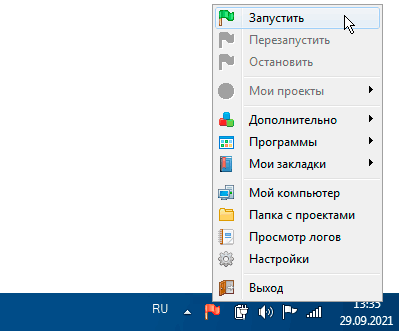 Запустить
Перезапустить
Остановить
Мои проекты
Дополнительно
Программы
Мои закладки
Мой компьютер
Папка с проектами
Просмотр логов
Настройки
Выход
RU
13:35
29.09.2021